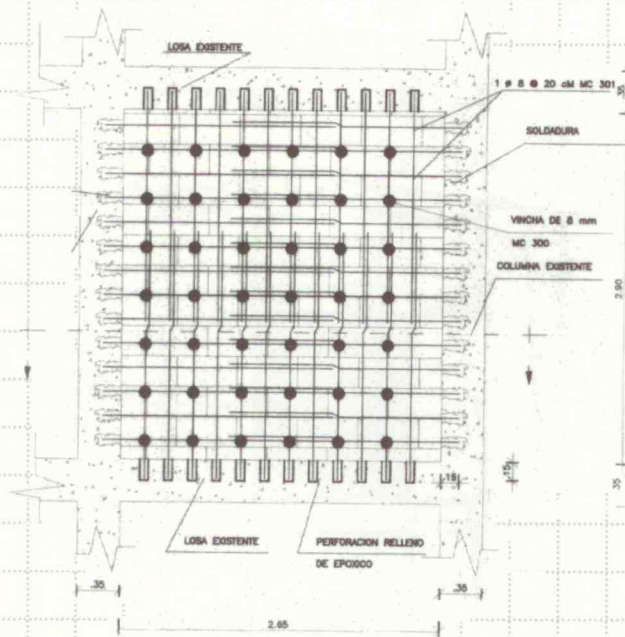 LOSA EXISTENTE
1 ø 8 @ 20 cM MC 301
.35
SOLDADURA
VINCHA DE 8 mm
MC 300
COLUMNA EXISTENTE
2.90
.15
.15
.35
LOSA EXISTENTE
PERFORACION RELLENO
DE EPOXICO
.35
.35
2.65